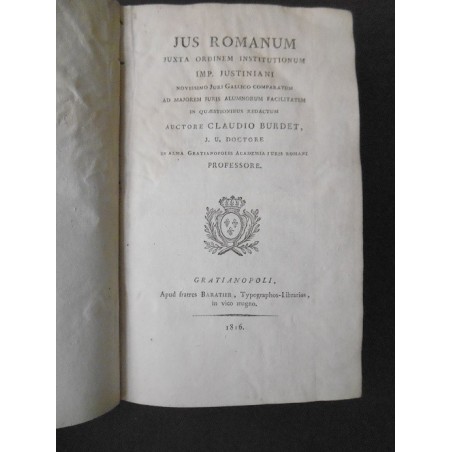 JUS ROMANUM
JUXTA ORDINEM INSTITUTIONUM
IMP. JUSTINIANI
NOVISSIMO JURI GALLICO COMPARATUM
AD MAJOREM JURIS ALUMNORUM FACILITATEM
IN QUÆSTIONIBUS REDACTUM
AUCTORE CLAUDIO BURDET,
J. U. DOCTORE
IN ALMA GRATIANOPOLIS ACADEMIA JURIS ROMANI
PROFESSORE.
GRATIANOPOLI,
Apud fratres BARATIER, Typographos-Librarios,
in vico magno.
1816.